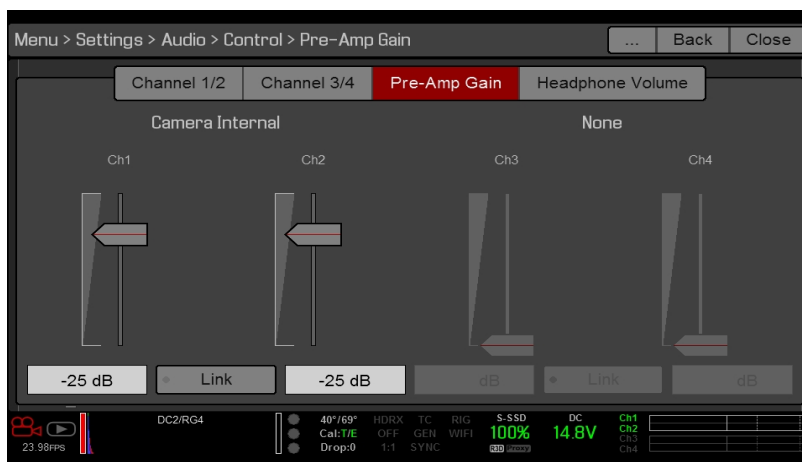 Menu > Settings > Audio > Control > Pre-Amp Gain ... Back Close
Channel 1/2 Channel 3/4 Pre-Amp Gain Headphone Volume
Camera Internal None
Ch1 Ch2 Ch3 Ch4
-25 dB Link -25 dB dB Link dB
DC2/RG4 40°/69° HDRX TC RIG S-SSD DC Ch1
Cal:T/E OFF GEN WIFI 100% 14.8V Ch2
23.98FPS Drop:0 1:1 SYNC R3D Proxy Ch3
Ch4